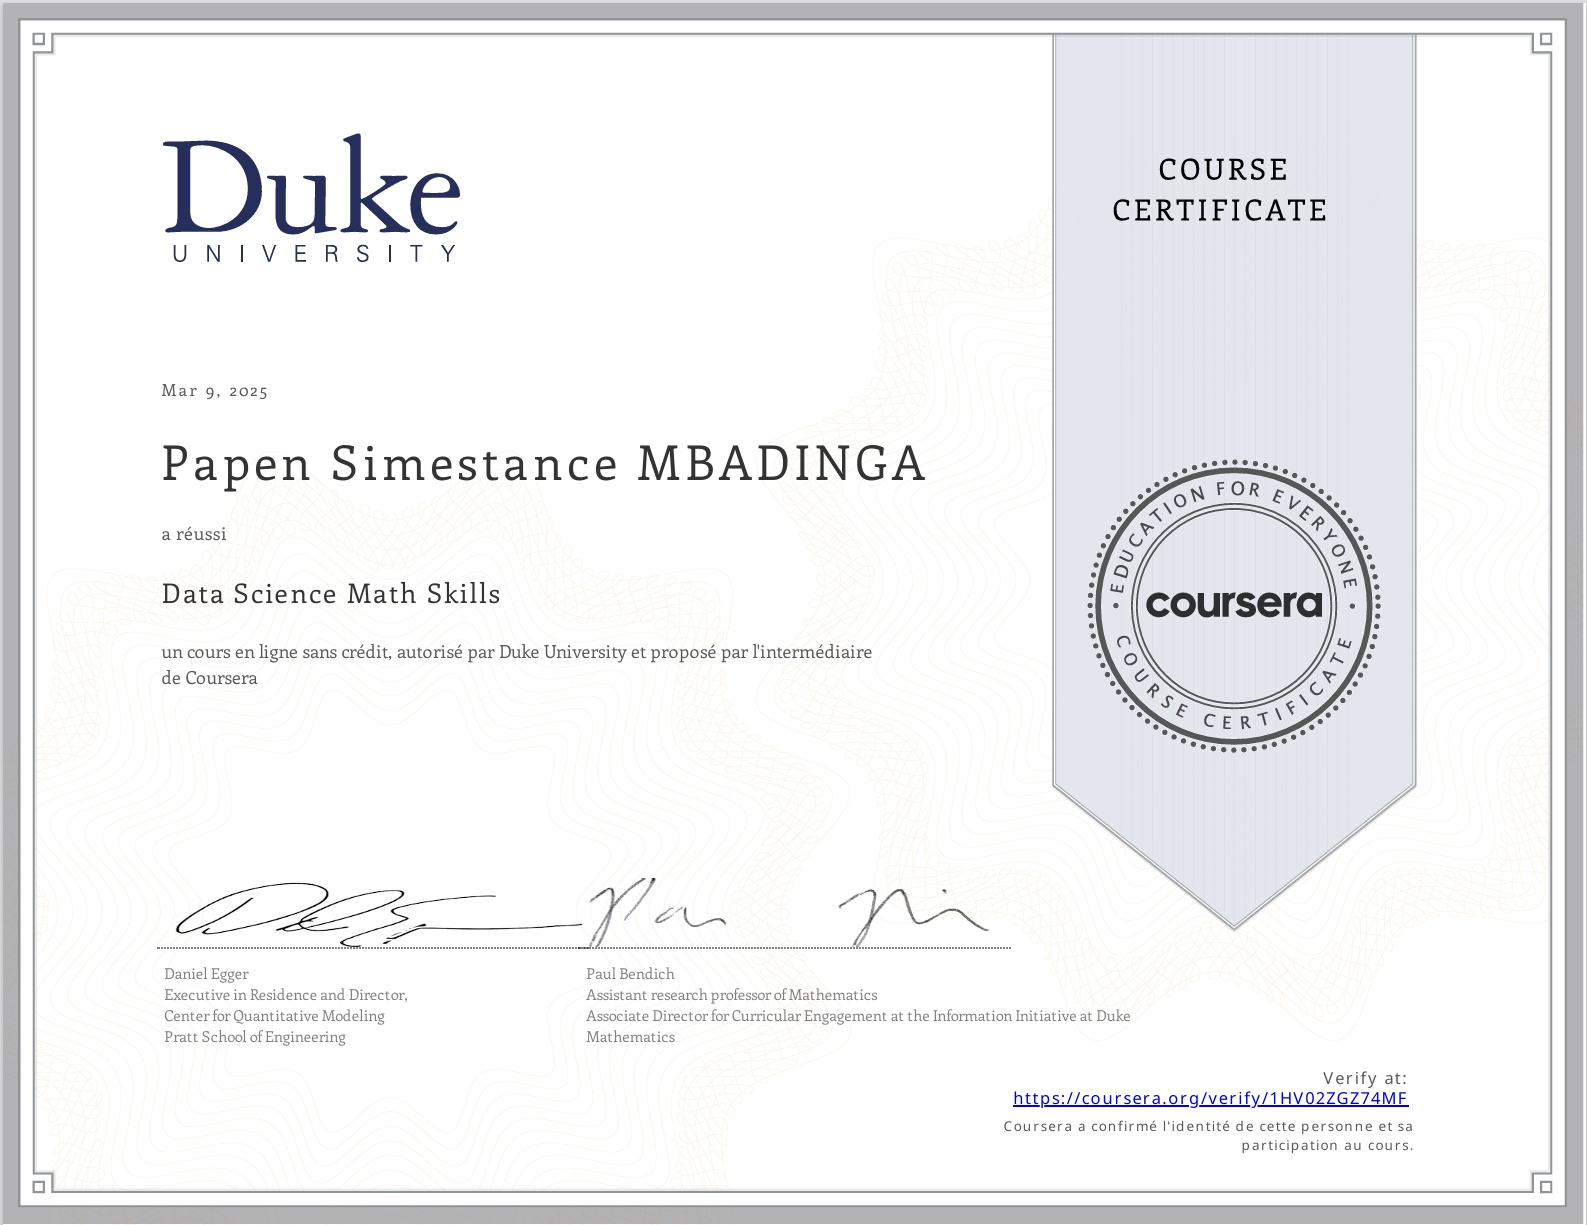 Duke
UNIVERSITY
COURSE
CERTIFICATE
Mar 9, 2025
Papen Simestance MBADINGA
a réussi
Data Science Math Skills
un cours en ligne sans crédit, autorisé par Duke University et proposé par l'intermédiaire
de Coursera
EDUCATION FOR EVERYONE
coursera
COURSE CERTIFICATE
Daniel Egger
Executive in Residence and Director,
Center for Quantitative Modeling
Pratt School of Engineering
Paul Bendich
Assistant research professor of Mathematics
Associate Director for Curricular Engagement at the Information Initiative at Duke
Mathematics
Verify at:
https://coursera.org/verify/1HV02ZGZ74MF
Coursera a confirmé l'identité de cette personne et sa
participation au cours.